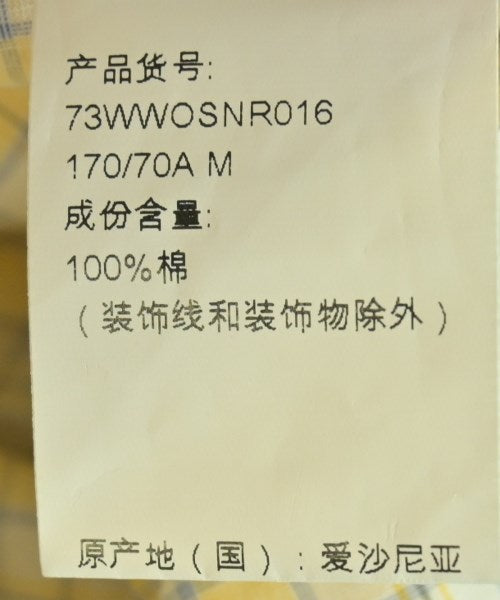 产品货号:
73WWOSNR016
170/70A M
成份含量:
100%棉
（装饰线和装饰物除外）
原产地（国）：爱沙尼亚